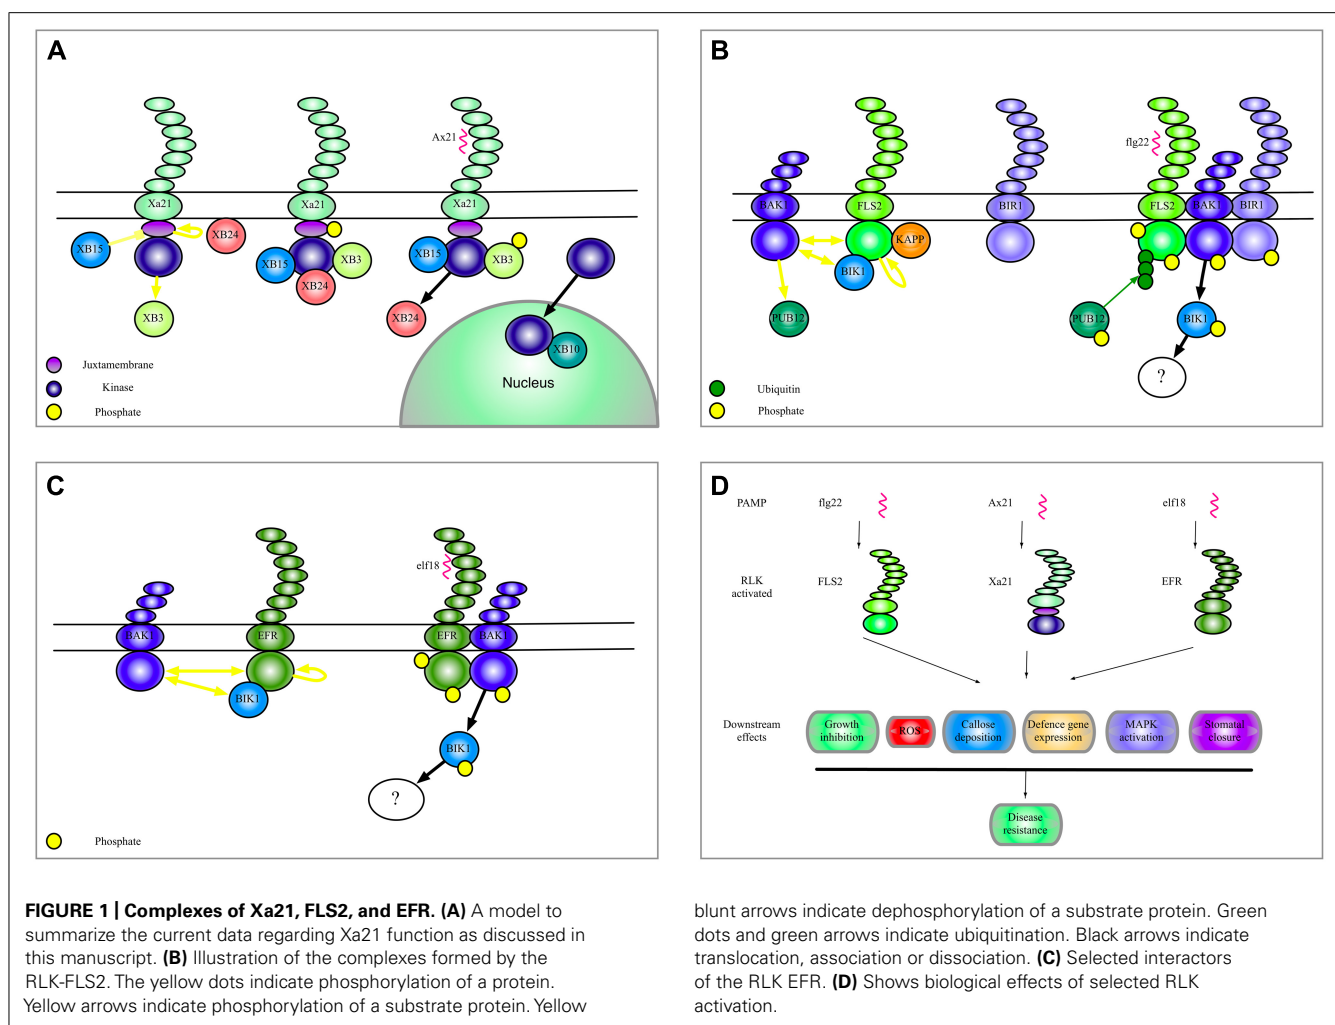 A
Ax21
Xa21
Xa21
Xa21
XB15
XB24
XB15
XB3
XB24
XB15
XB3
XB3
XB24
XB10
Nucleus
Juxtamembrane
Kinase
Phosphate
B
flg22
BAK1
FLS2
BIR1
FLS2
BAK1
BIR1
KAPP
BIK1
PUB12
PUB12
BIK1
?
Ubiquitin
Phosphate
C
elf18
BAK1
EFR
EFR
BAK1
BIK1
BIK1
?
Phosphate
D
PAMP
flg22
Ax21
elf18
RLK
activated
FLS2
Xa21
EFR
Downstream
effects
Growth
inhibition
ROS
Callose
deposition
Defence gene
expression
MAPK
activation
Stomatal
closure
Disease
resistance
FIGURE 1 | Complexes of Xa21, FLS2, and EFR. (A) A model to
summarize the current data regarding Xa21 function as discussed in
this manuscript. (B) Illustration of the complexes formed by the
RLK-FLS2. The yellow dots indicate phosphorylation of a protein.
Yellow arrows indicate phosphorylation of a substrate protein. Yellow
blunt arrows indicate dephosphorylation of a substrate protein. Green
dots and green arrows indicate ubiquitination. Black arrows indicate
translocation, association or dissociation. (C) Selected interactors
of the RLK EFR. (D) Shows biological effects of selected RLK
activation.